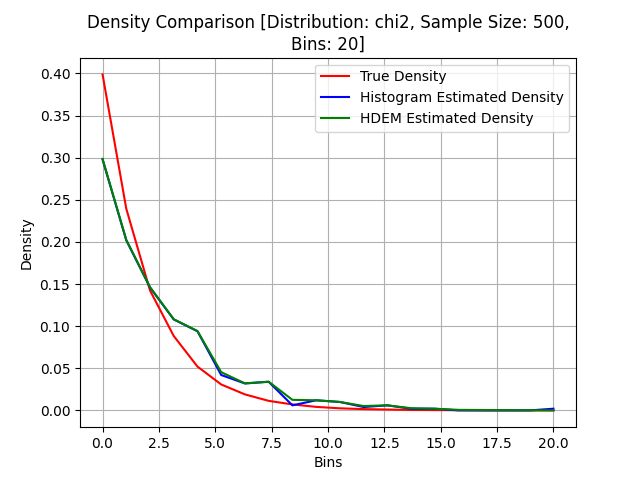 Density Comparison [Distribution: chi2, Sample Size: 500,
Bins: 20]
True Density
Histogram Estimated Density
HDEM Estimated Density
Density
0.40
0.35
0.30
0.25
0.20
0.15
0.10
0.05
0.00
0.0 2.5 5.0 7.5 10.0 12.5 15.0 17.5 20.0
Bins